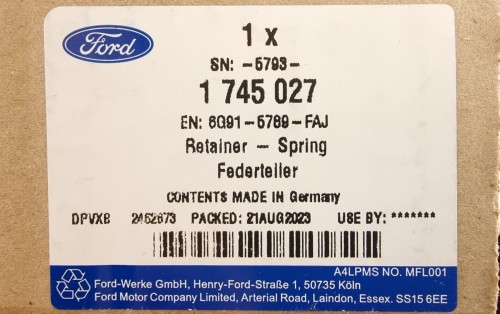 Ford
1 x
SN: -5793-
1 745 027
EN: 6G91-5789-FAJ
Retainer - Spring
Federteller
CONTENTS MADE IN Germany
DPVXB 2462673 PACKED: 21AUG2023 USE BY: *******
A4LPMS NO. MFL001
Ford-Werke GmbH, Henry-Ford-Straße 1, 50735 Köln
Ford Motor Company Limited, Arterial Road, Laindon, Essex. SS15 6EE